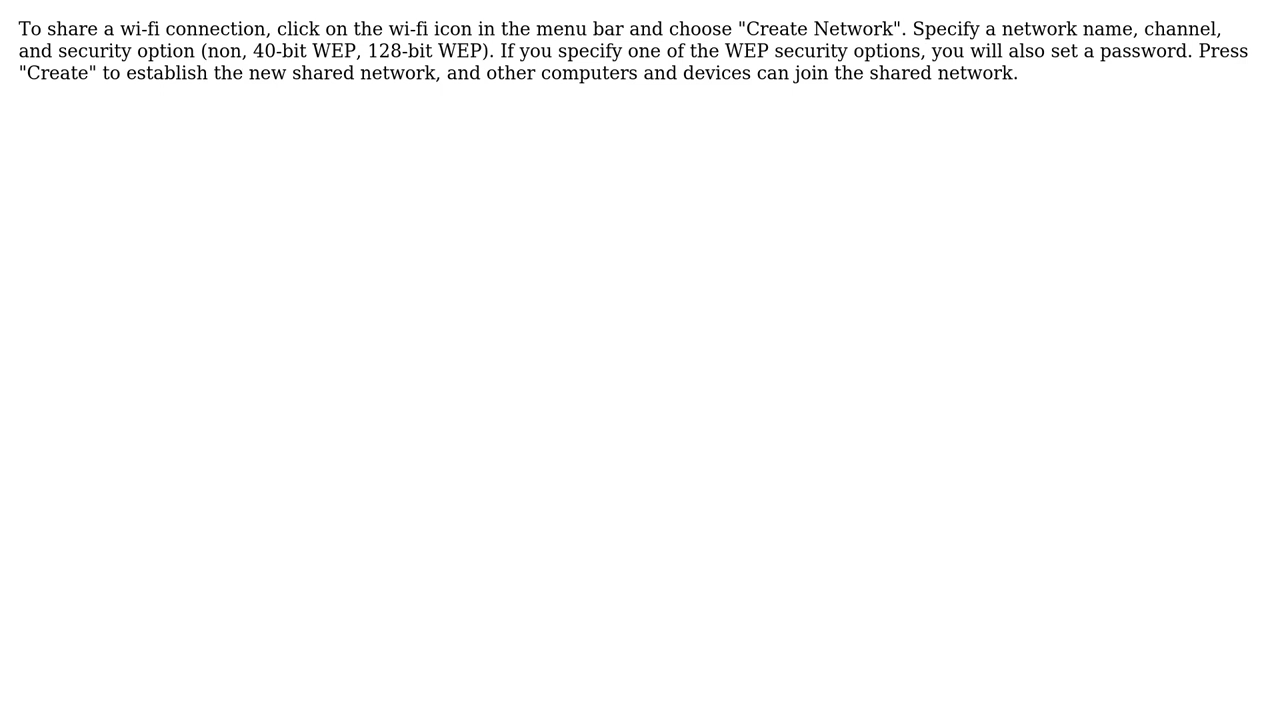 To share a wi-fi connection, click on the wi-fi icon in the menu bar and choose "Create Network". Specify a network name, channel,
and security option (non, 40-bit WEP, 128-bit WEP). If you specify one of the WEP security options, you will also set a password. Press
"Create" to establish the new shared network, and other computers and devices can join the shared network.